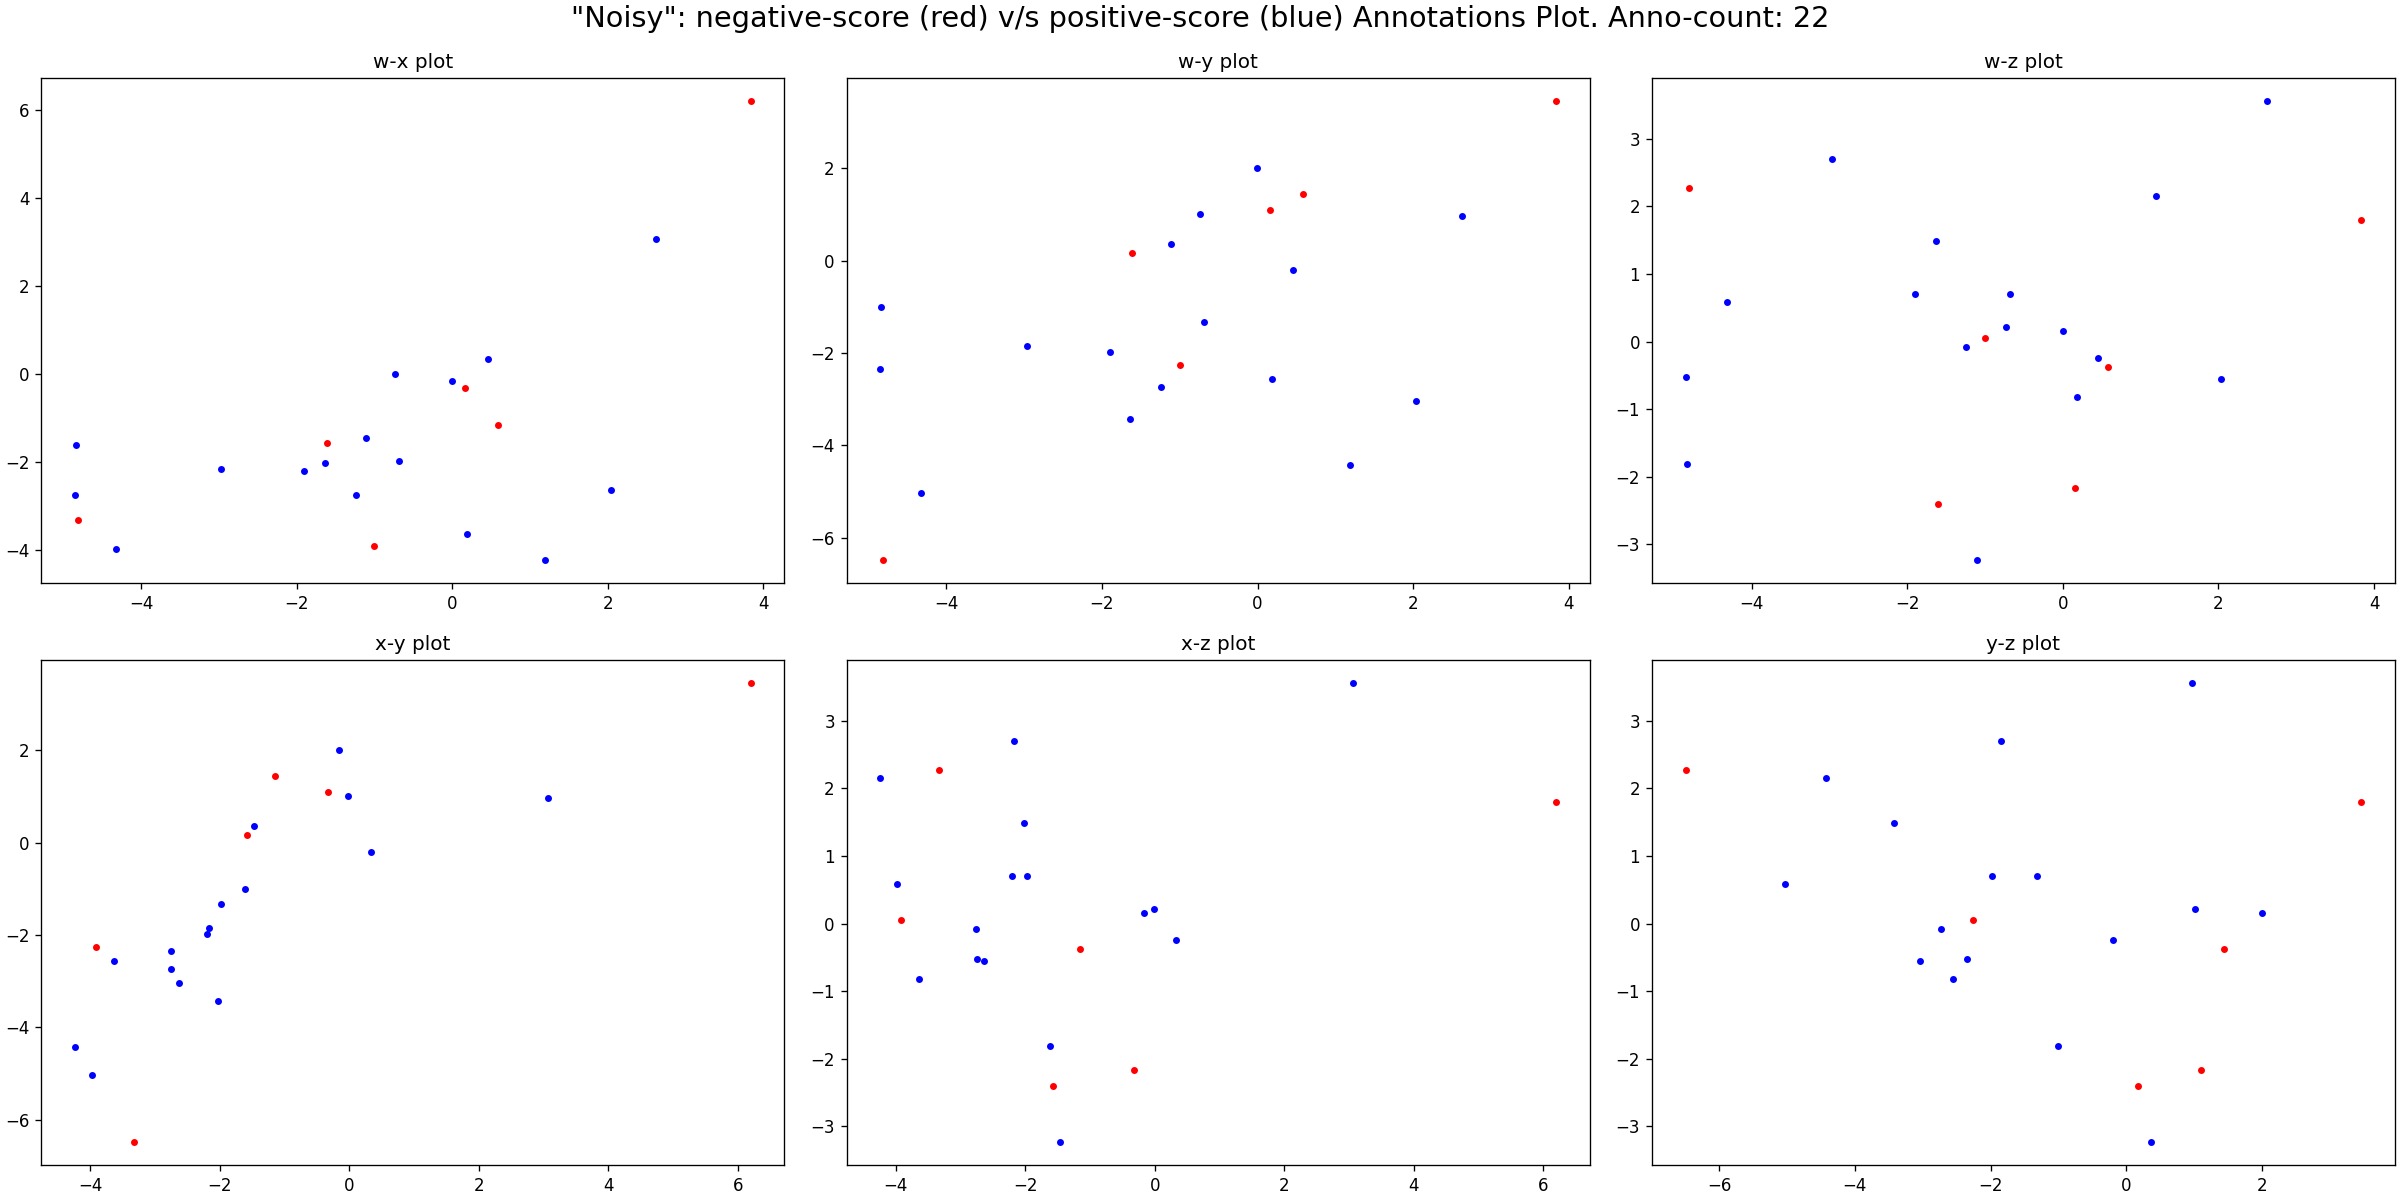 "Noisy": negative-score (red) v/s positive-score (blue) Annotations Plot. Anno-count: 22
w-x plot
w-y plot
w-z plot
6
4
2
0
−2
−4
−4 −2 0 2 4
2
0
−2
−4
−6
−4 −2 0 2 4
3
2
1
0
−1
−2
−3
−4 −2 0 2 4
x-y plot
x-z plot
y-z plot
2
0
−2
−4
−6
−4 −2 0 2 4 6
3
2
1
0
−1
−2
−3
−4 −2 0 2 4 6
3
2
1
0
−1
−2
−3
−6 −4 −2 0 2